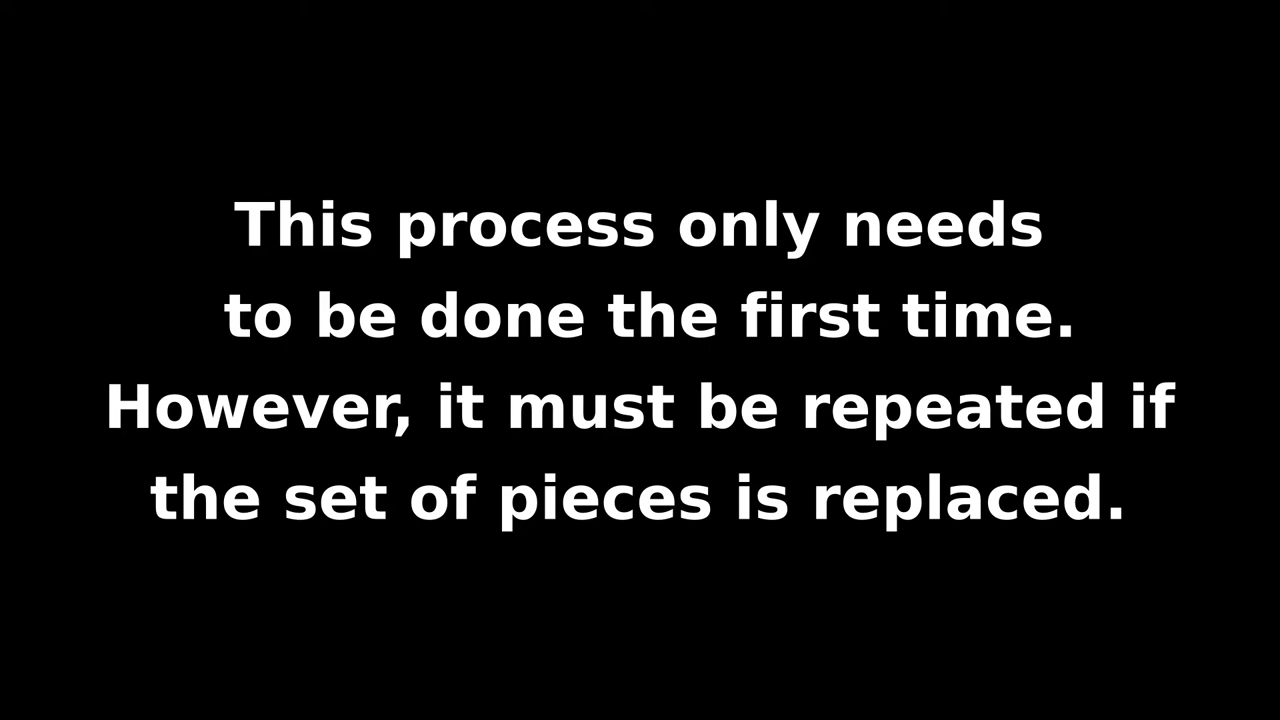 This process only needs
to be done the first time.
However, it must be repeated if
the set of pieces is replaced.